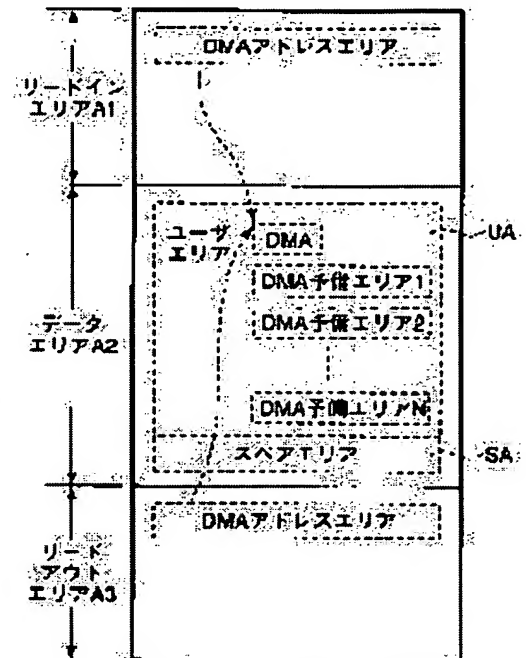 DMAアドレスエリア
リードイン
エリアA1
ユーザ
エリア
DMA
UA
DMA予備エリア1
DMA予備エリア2
データ
エリアA2
DMA予備エリアN
スペアエリア
SA
DMAアドレスエリア
リード
アウト
エリアA3